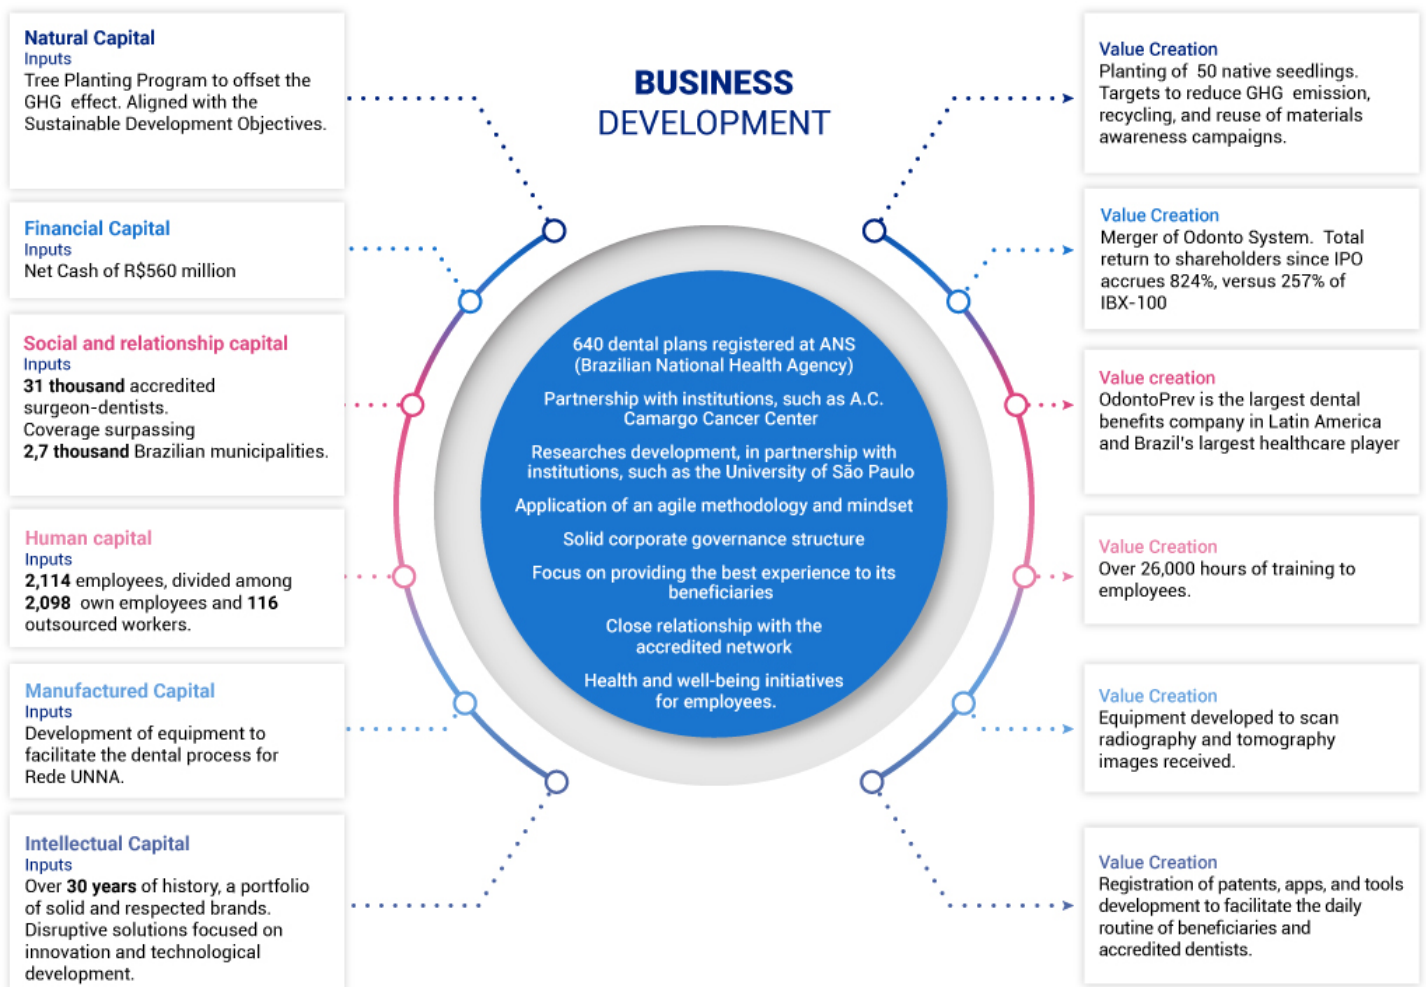 BUSINESS
DEVELOPMENT
Natural Capital
Inputs
Tree Planting Program to offset the
GHG effect. Aligned with the
Sustainable Development Objectives.
Financial Capital
Inputs
Net Cash of R$560 million
Social and relationship capital
Inputs
31 thousand accredited
surgeon-dentists.
Coverage surpassing
2,7 thousand Brazilian municipalities.
Human capital
Inputs
2,114 employees, divided among
2,098 own employees and 116
outsourced workers.
Manufactured Capital
Inputs
Development of equipment to
facilitate the dental process for
Rede UNNA.
Intellectual Capital
Inputs
Over 30 years of history, a portfolio
of solid and respected brands.
Disruptive solutions focused on
innovation and technological
development.
640 dental plans registered at ANS
(Brazilian National Health Agency)
Partnership with institutions, such as A.C.
Camargo Cancer Center
Researches development, in partnership with
institutions, such as the University of São Paulo
Application of an agile methodology and mindset
Solid corporate governance structure
Focus on providing the best experience to its
beneficiaries
Close relationship with the
accredited network
Health and well-being initiatives
for employees.
Value Creation
Planting of 50 native seedlings.
Targets to reduce GHG emission,
recycling, and reuse of materials
awareness campaigns.
Value Creation
Merger of Odonto System. Total
return to shareholders since IPO
accrues 824%, versus 257% of
IBX-100
Value creation
OdontoPrev is the largest dental
benefits company in Latin America
and Brazil's largest healthcare player
Value Creation
Over 26,000 hours of training to
employees.
Value Creation
Equipment developed to scan
radiography and tomography
images received.
Value Creation
Registration of patents, apps, and tools
development to facilitate the daily
routine of beneficiaries and
accredited dentists.